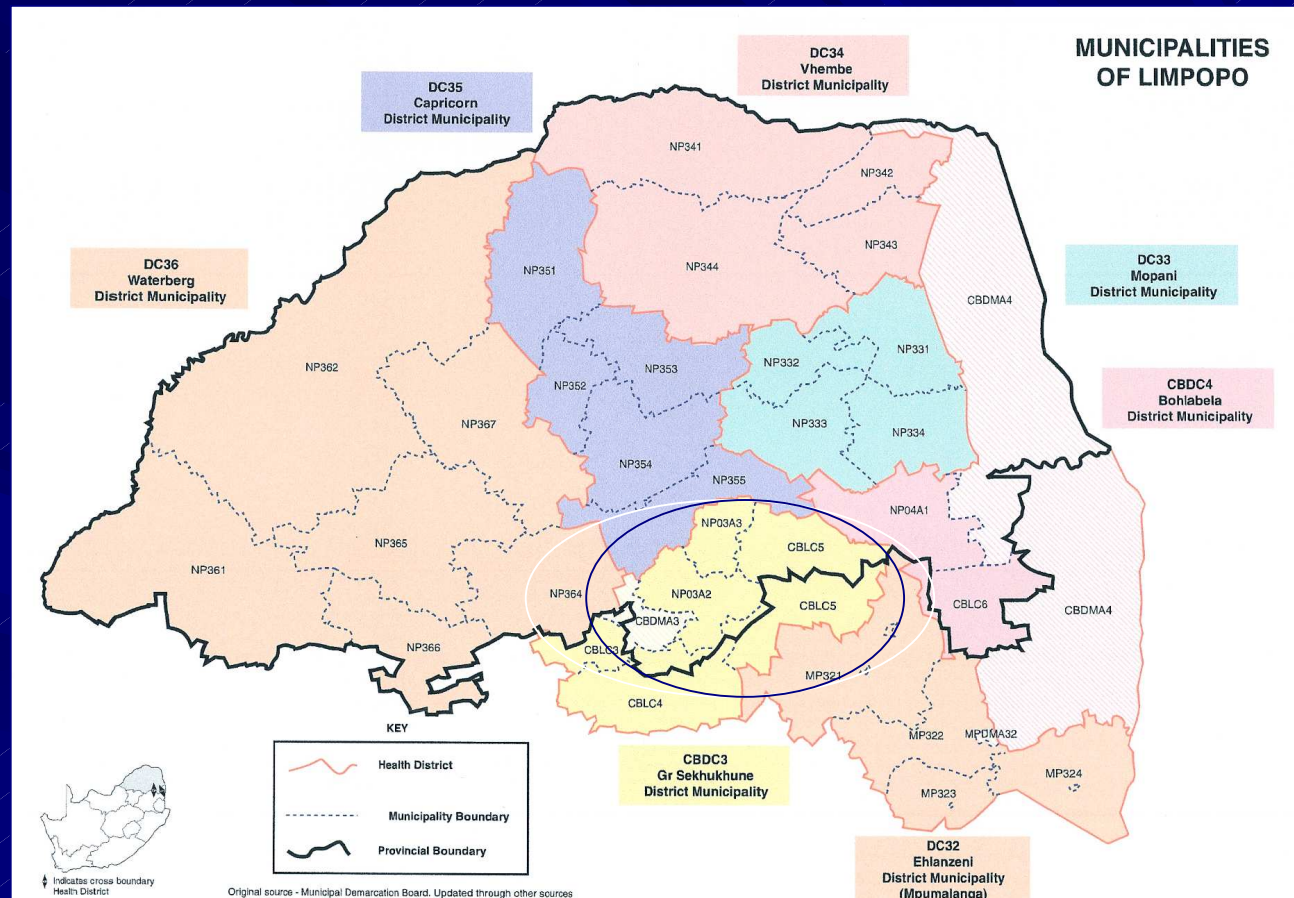 MUNICIPALITIES
OF LIMPOPO
DC34
Vhembe
District Municipality
DC35
Capricorn
District Municipality
DC36
Waterberg
District Municipality
DC33
Mopani
District Municipality
CBDC4
Bohlabela
District Municipality
NP341
NP342
NP343
NP344
NP351
CBDMA4
NP362
NP352
NP353
NP332
NP331
NP367
NP333
NP334
NP354
NP355
NP04A1
NP03A3
CBLC5
NP365
NP361
NP364
NP03A2
CBLC5
CBLC6
CBDMA4
CBDMA3
CBLC3
NP366
MP321
CBLC4
MP322
MPDMA32
MP323
MP324
KEY
Health District
Municipality Boundary
Provincial Boundary
CBDC3
Gr Sekhukhune
District Municipality
DC32
Ehlanzeni
District Municipality
(Mpumalanga)
Indicates cross boundary
Health District
Original source - Municipal Demarcation Board. Updated through other sources